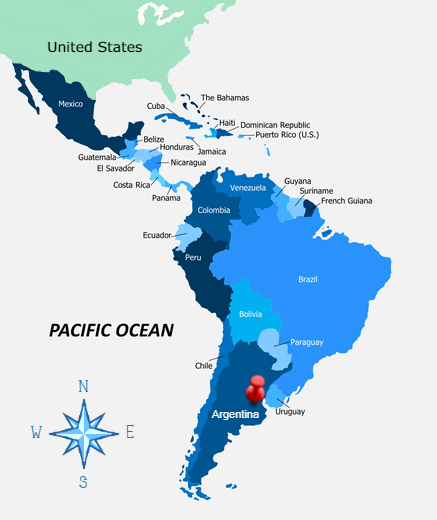 United States
Mexico
Cuba
The Bahamas
Haiti
Dominican Republic
Puerto Rico (U.S.)
Jamaica
Belize
Honduras
Guatemala
El Savador
Nicaragua
Costa Rica
Panama
Venezuela
Guyana
Suriname
French Guiana
Colombia
Ecuador
Peru
Brazil
Bolivia
PACIFIC OCEAN
Paraguay
Chile
Argentina
Uruguay
N
W
E
S